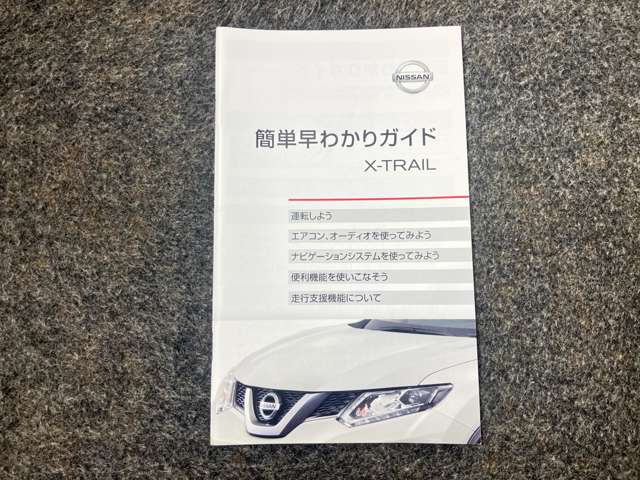 NISSAN
簡単早わかりガイド
X-TRAIL
運転しよう
エアコン、オーディオを使ってみよう
ナビゲーションシステムを使ってみよう
便利機能を使いこなそう
走行支援機能について
NISSAN